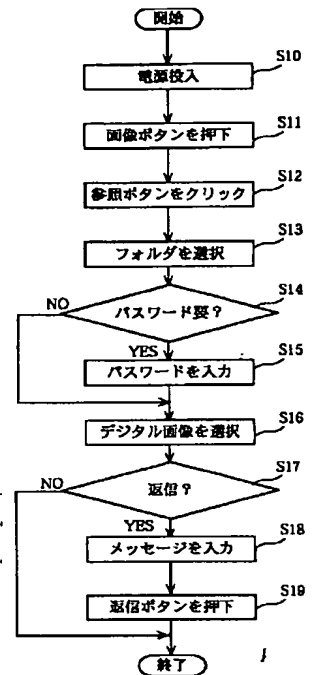 開始
S10
電源投入
S11
画像ボタンを押下
S12
参照ボタンをクリック
S13
フォルダを選択
S14
NO
パスワード要?
YES
S15
パスワードを入力
S16
デジタル画像を選択
S17
NO
返信?
YES
S18
メッセージを入力
S19
返信ボタンを押下
終了